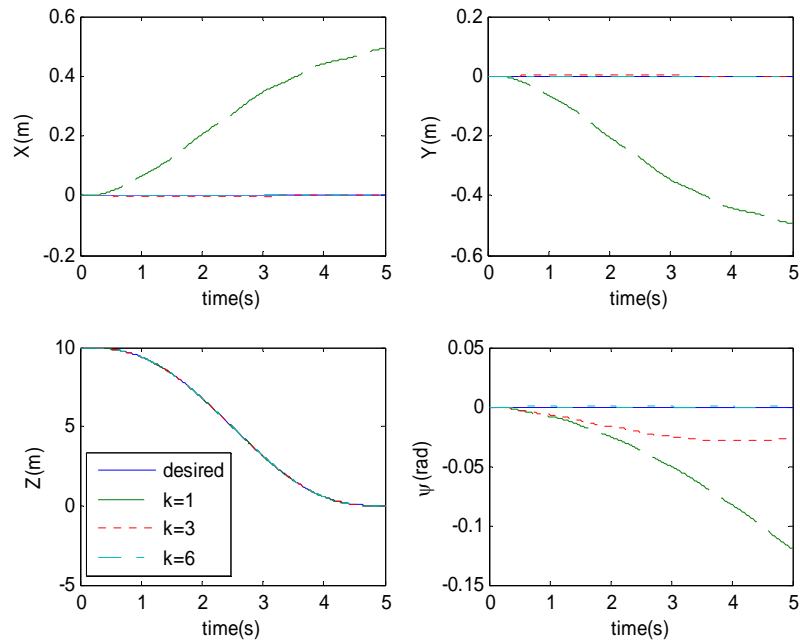 0.6
0.4
0.2
0
-0.2
X(m)
0 1 2 3 4 5
time(s)
0.2
0
-0.2
-0.4
-0.6
Y(m)
0 1 2 3 4 5
time(s)
10
5
0
-5
Z(m)
desired
k=1
k=3
k=6
0 1 2 3 4 5
time(s)
0.05
0
-0.05
-0.1
-0.15
ψ(rad)
0 1 2 3 4 5
time(s)